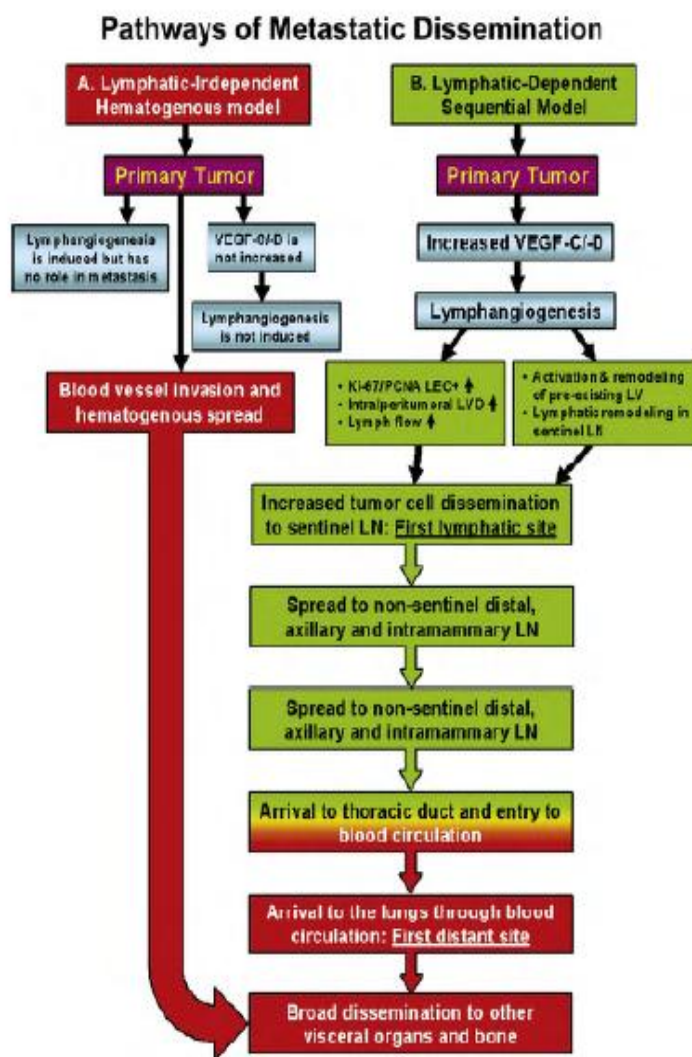 Pathways of Metastatic Dissemination
A. Lymphatic-Independent
Hematogenous model
Primary Tumor
Lymphangiogenesis
is induced but has
no role in metastasis
VEGF-C/-D is
not increased
Lymphangiogenesis
is not induced
Blood vessel invasion and
hematogenous spread
B. Lymphatic-Dependent
Sequential Model
Primary Tumor
Increased VEGF-C/-D
Lymphangiogenesis
• Ki-67/PCNA LEC+ ↑
• Intra/peritumoral LVD ↑
• Lymph flow ↑
• Activation & remodeling
of pre-existing LV
• Lymphatic remodeling in
sentinel LN
Increased tumor cell dissemination
to sentinel LN: First lymphatic site
Spread to non-sentinel distal,
axillary and intramammary LN
Spread to non-sentinel distal,
axillary and intramammary LN
Arrival to thoracic duct and entry to
blood circulation
Arrival to the lungs through blood
circulation: First distant site
Broad dissemination to other
visceral organs and bone